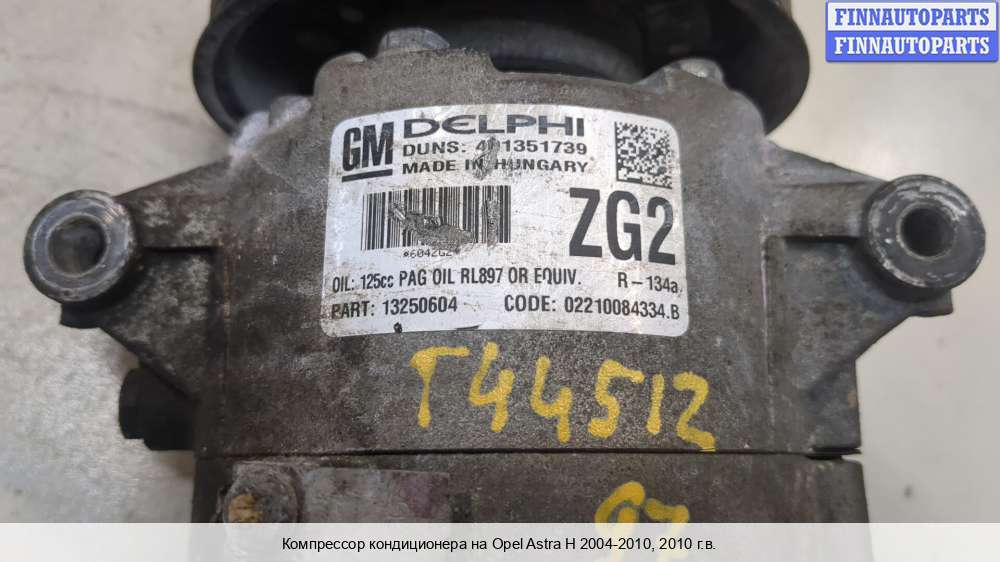 FINNAUTOPARTS
FINNAUTOPARTS
GM DELPHI
DUNS: 1351739
MADE IN HUNGARY
ZG2
OIL: 125cc PAG OIL RL897 OR EQUIV. R-134a
PART: 13250604 CODE: 02210084334.B
T44512
Компрессор кондиционера на Opel Astra H 2004-2010, 2010 г.в.